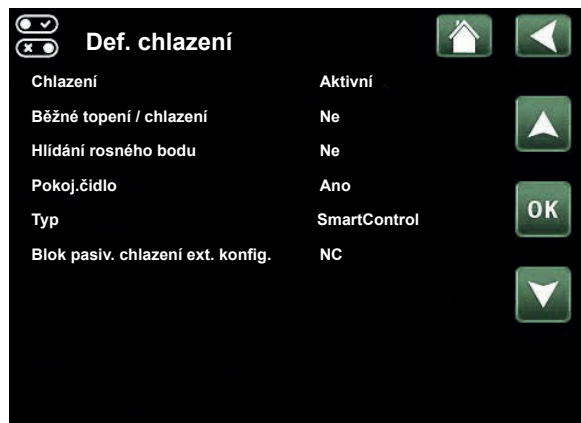 Def. chlazení
Chlazení Aktivní
Běžné topení / chlazení Ne
Hlídání rosného bodu Ne
Pokoj.čidlo Ano
Typ SmartControl
Blok pasiv. chlazení ext. konfig. NC
OK